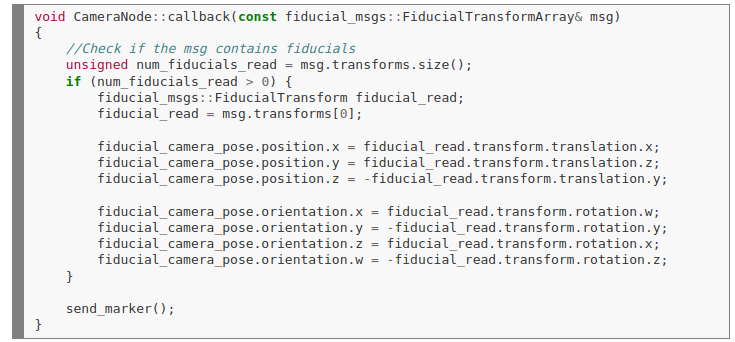 void CameraNode::callback(const fiducial_msgs::FiducialTransformArray& msg)
{
    //Check if the msg contains fiducials
    unsigned num_fiducials_read = msg.transforms.size();
    if (num_fiducials_read > 0) {
        fiducial_msgs::FiducialTransform fiducial_read;
        fiducial_read = msg.transforms[0];

        fiducial_camera_pose.position.x = fiducial_read.transform.translation.x;
        fiducial_camera_pose.position.y = fiducial_read.transform.translation.z;
        fiducial_camera_pose.position.z = -fiducial_read.transform.translation.y;

        fiducial_camera_pose.orientation.x = fiducial_read.transform.rotation.w;
        fiducial_camera_pose.orientation.y = -fiducial_read.transform.rotation.y;
        fiducial_camera_pose.orientation.z = fiducial_read.transform.rotation.x;
        fiducial_camera_pose.orientation.w = -fiducial_read.transform.rotation.z;
    }

    send_marker();
}